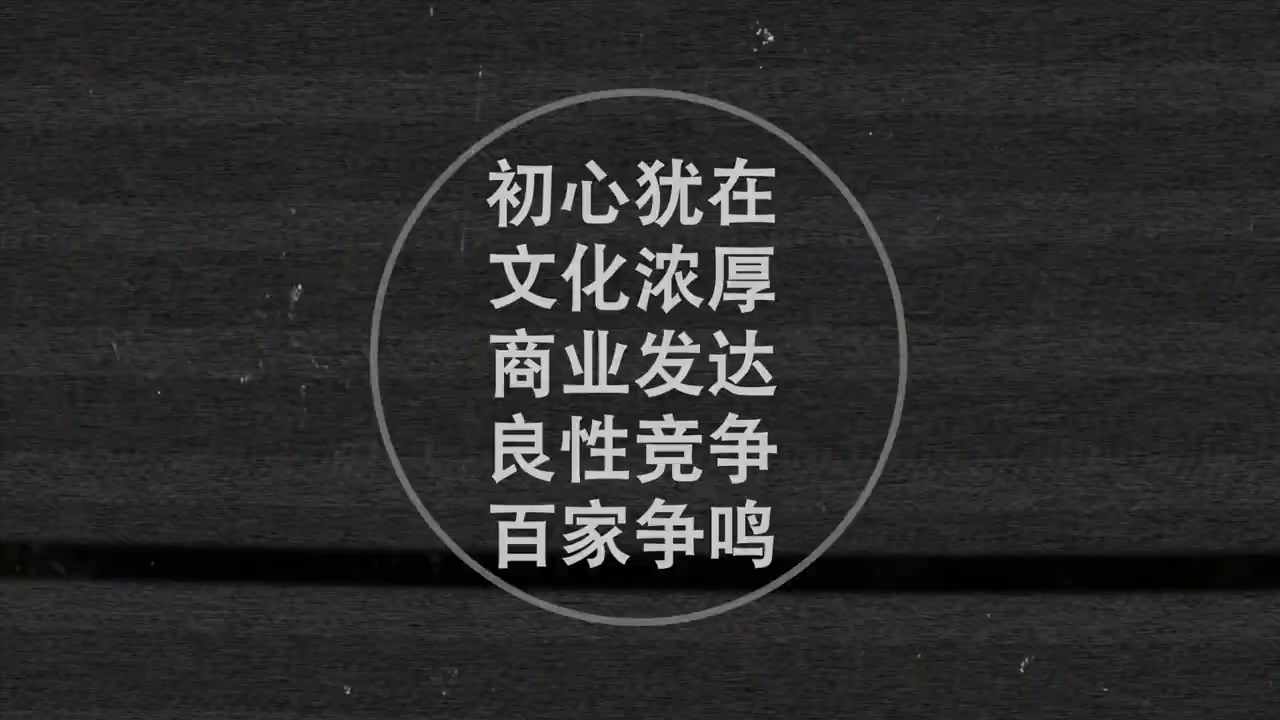 初心犹在
文化浓厚
商业发达
良性竞争
百家争鸣